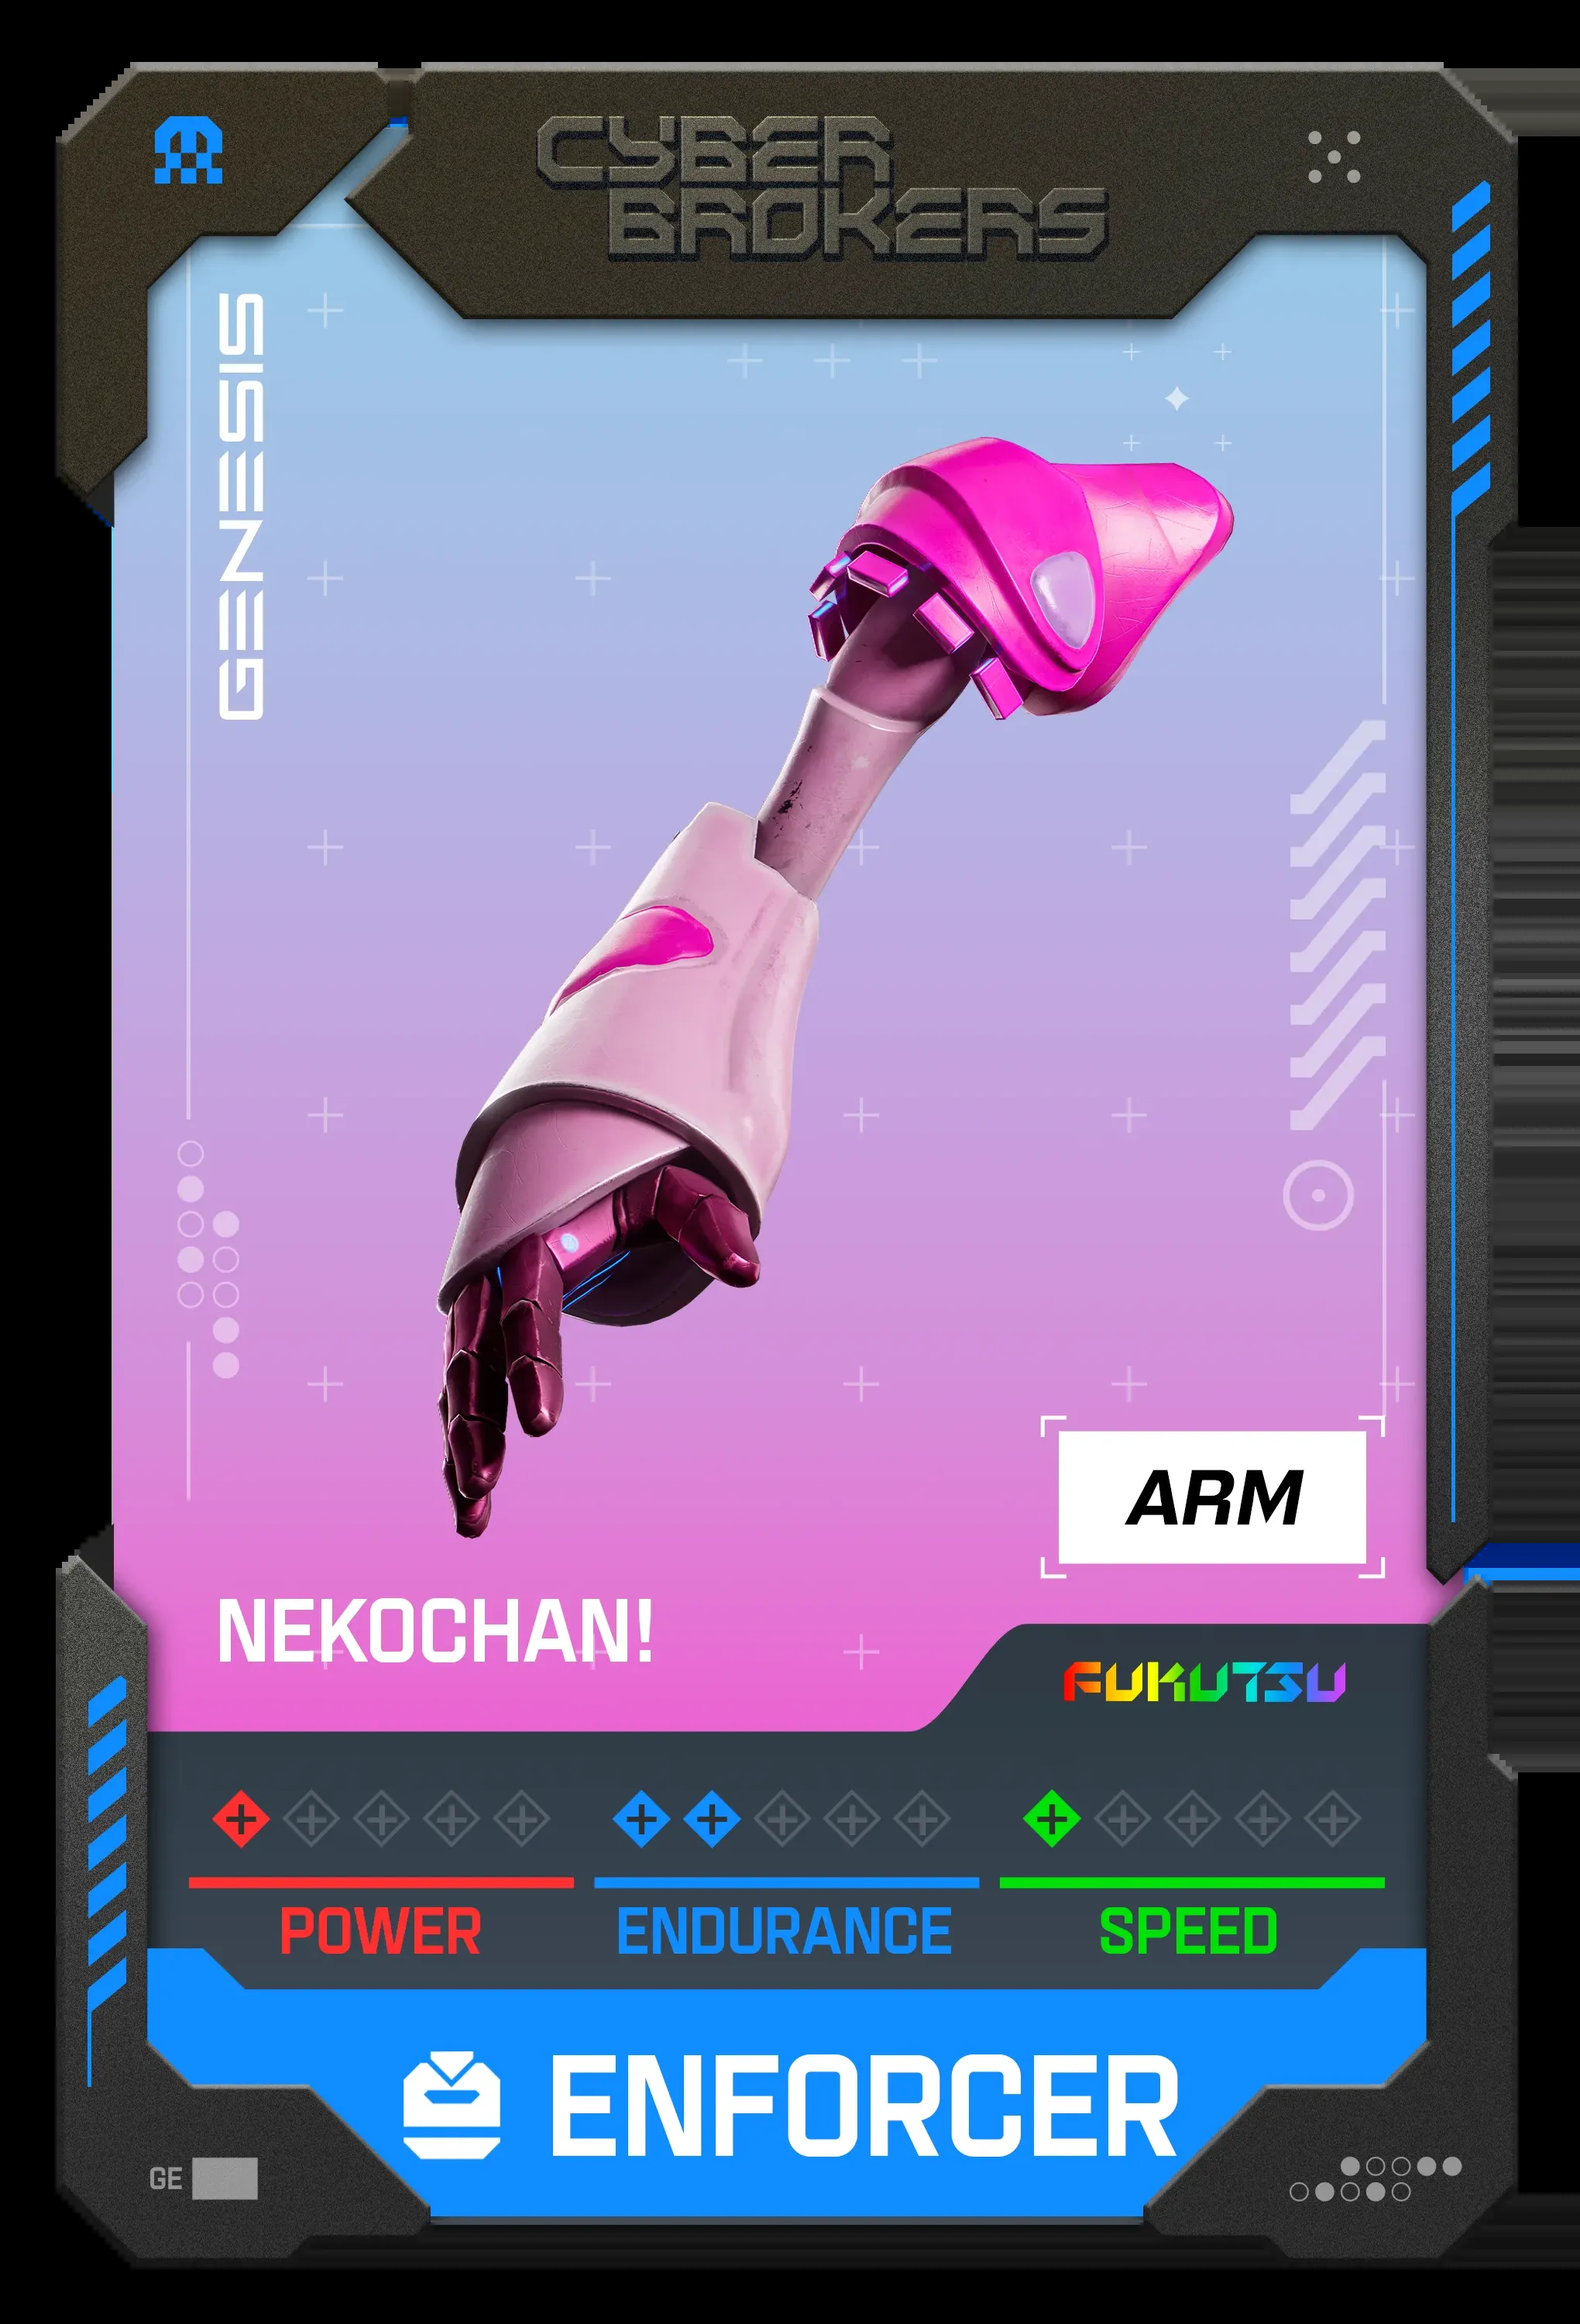 CYBER
BROKERS
GENESIS
ARM
NEKOCHAN!
FUKUTSU
POWER
ENDURANCE
SPEED
ENFORCER
GE